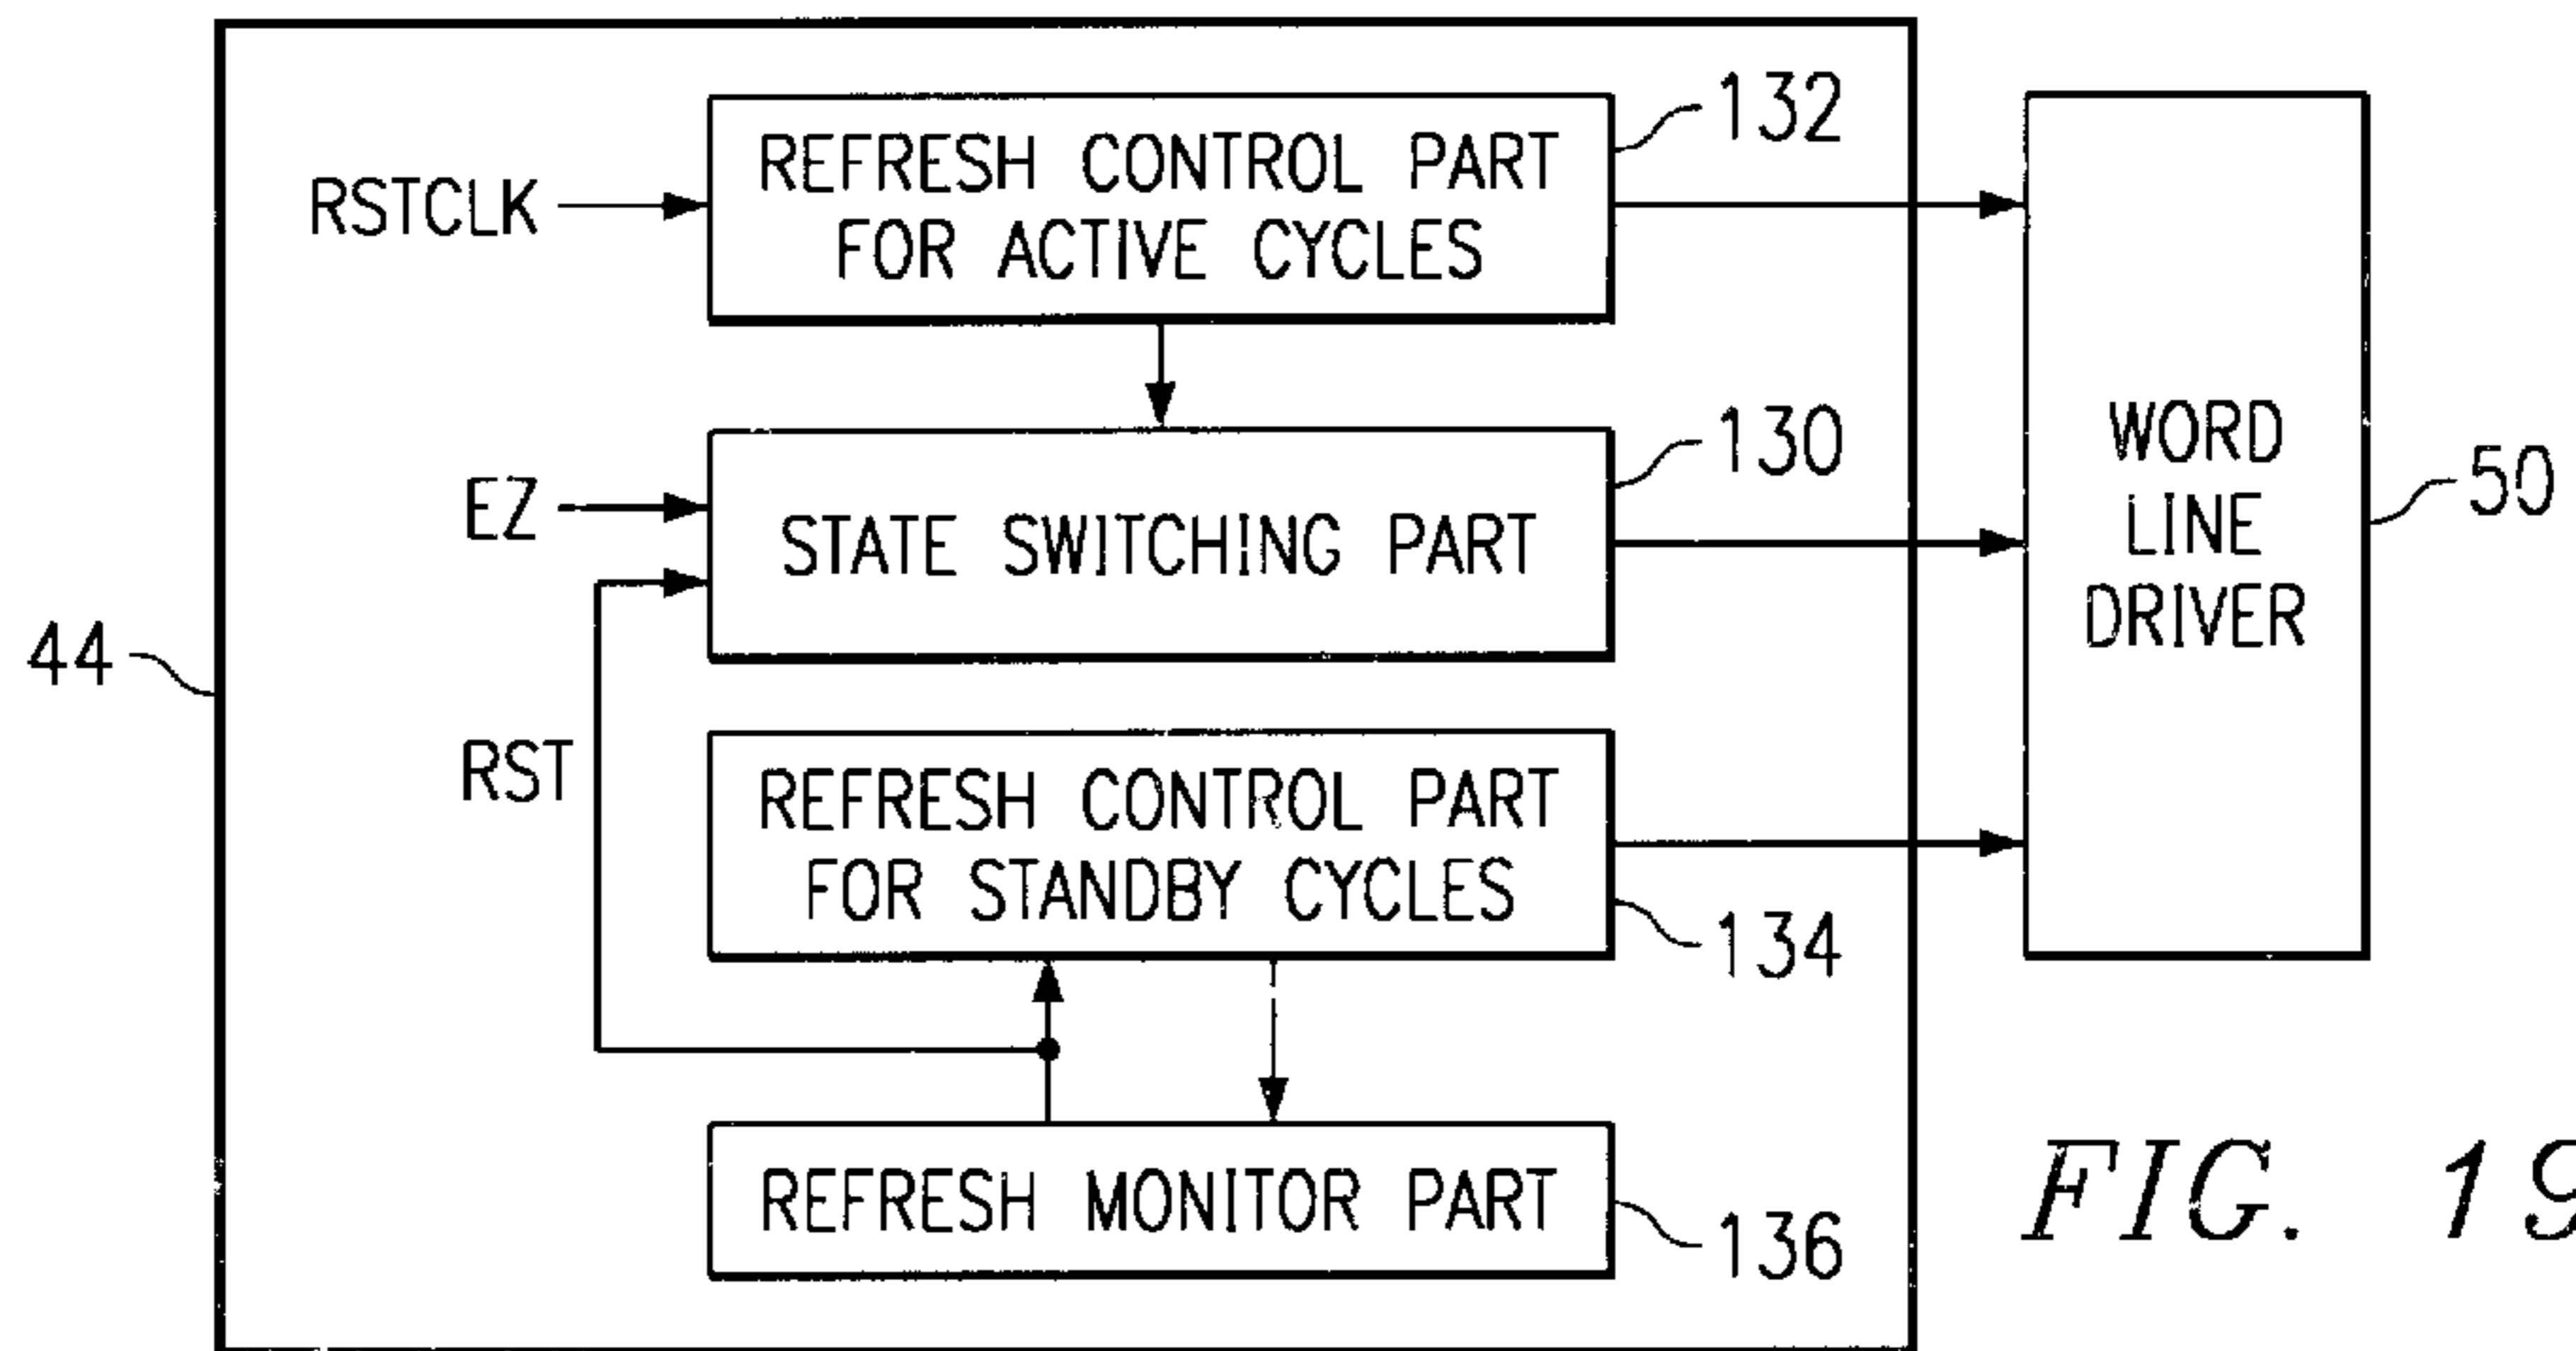 132
REFRESH CONTROL PART
FOR ACTIVE CYCLES
RSTCLK
130
EZ
STATE SWITCHING PART
WORD
LINE
DRIVER
50
44
RST
REFRESH CONTROL PART
FOR STANDBY CYCLES
134
REFRESH MONITOR PART
136
FIG. 19